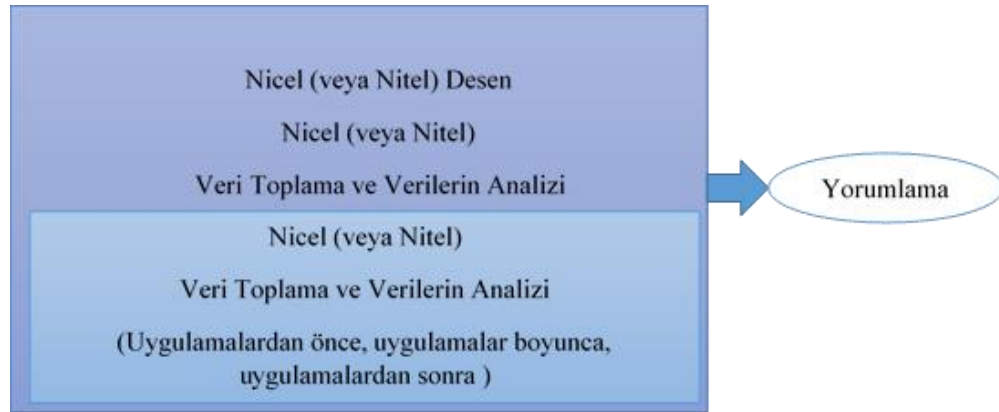 Nicel (veya Nitel) Desen
Nicel (veya Nitel)
Veri Toplama ve Verilerin Analizi
Nicel (veya Nitel)
Veri Toplama ve Verilerin Analizi
(Uygulamalardan önce, uygulamalar boyunca,
uygulamalardan sonra )
Yorumlama